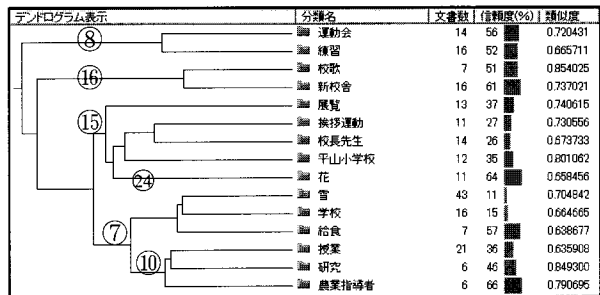 デンドログラム表示 分類名 文書数 信頼度(%) 類似度
⑧ 運動会 14 56 0.720431
練習 16 52 0.665711
⑯ 校歌 7 51 0.854025
新校舎 16 61 0.737021
⑮ 展覧 13 37 0.740615
挨拶運動 11 27 0.730556
校長先生 14 26 0.573733
平山小学校 12 35 0.801062
㉔ 花 11 64 0.558456
雪 43 11 0.704842
学校 16 15 0.664665
⑦ 給食 7 57 0.638677
授業 21 36 0.635908
⑩ 研究 6 46 0.849300
農業指導者 6 66 0.790695